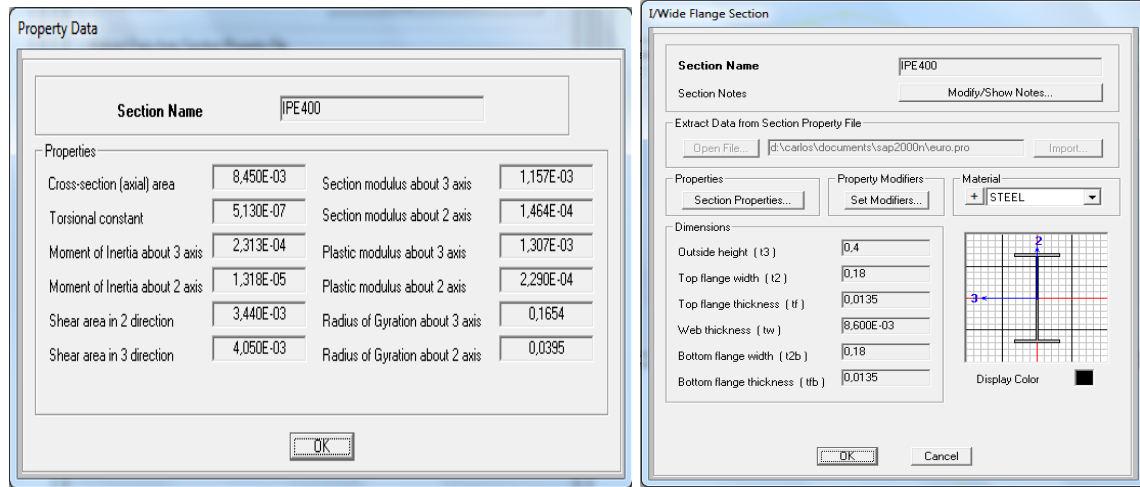 Property Data
Section Name IPE400
Properties
Cross-section (axial) area 8,450E-03 Section modulus about 3 axis 1,157E-03
Torsional constant 5,130E-07 Section modulus about 2 axis 1,464E-04
Moment of Inertia about 3 axis 2,313E-04 Plastic modulus about 3 axis 1,307E-03
Moment of Inertia about 2 axis 1,318E-05 Plastic modulus about 2 axis 2,290E-04
Shear area in 2 direction 3,440E-03 Radius of Gyration about 3 axis 0,1654
Shear area in 3 direction 4,050E-03 Radius of Gyration about 2 axis 0,0395
OK
I/Wide Flange Section
Section Name IPE400
Section Notes Modify/Show Notes...
Extract Data from Section Property File
Open File... d:\carlos\documents\sap2000n\euro.pro Import...
Properties Property Modifiers Material
Section Properties... Set Modifiers... + STEEL
Dimensions
Outside height ( t3 ) 0,4
Top flange width ( t2 ) 0,18
Top flange thickness ( tf ) 0,0135
Web thickness ( tw ) 8,600E-03
Bottom flange width ( t2b ) 0,18
Bottom flange thickness ( tfb ) 0,0135
2
3
Display Color
OK Cancel